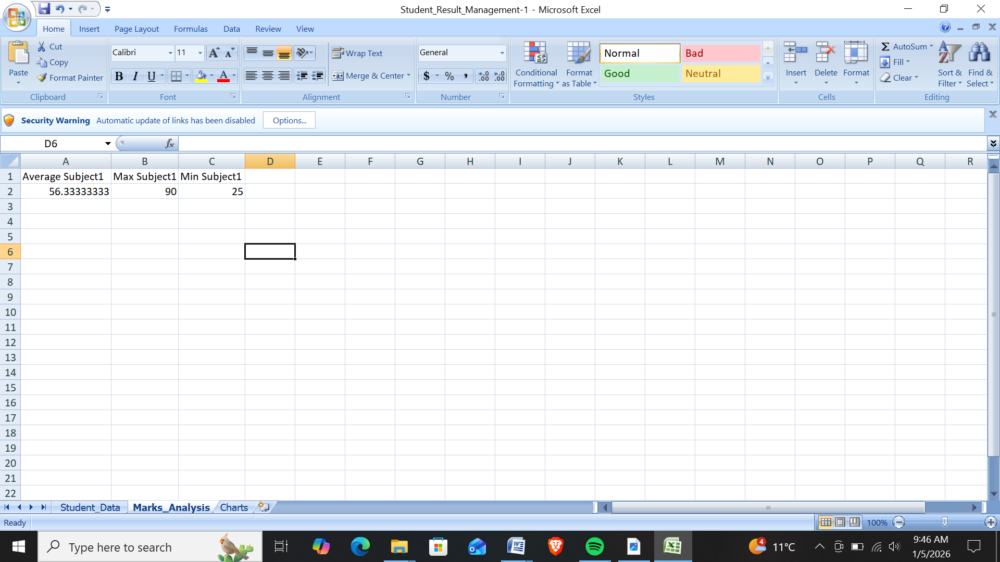 Student_Result_Management-1 - Microsoft Excel
Home Insert Page Layout Formulas Data Review View
Paste
Cut
Copy
Format Painter
Clipboard
Calibri 11
B I U
Font
Wrap Text
Merge & Center
Alignment
General
$ % ,
Number
Conditional Formatting
Format as Table
Normal Bad
Good Neutral
Styles
Insert Delete Format
Cells
AutoSum
Fill
Clear
Sort & Filter
Find & Select
Editing
Security Warning Automatic update of links has been disabled Options...
D6 fx
A B C D E F G H I J K L M N O P Q R
1 Average Subject1 Max Subject1 Min Subject1
2 56.33333333 90 25
3
4
5
6
7
8
9
10
11
12
13
14
15
16
17
18
19
20
21
22
Student_Data Marks_Analysis Charts
Ready 100%
Type here to search
4 11°C
9:46 AM
1/5/2026